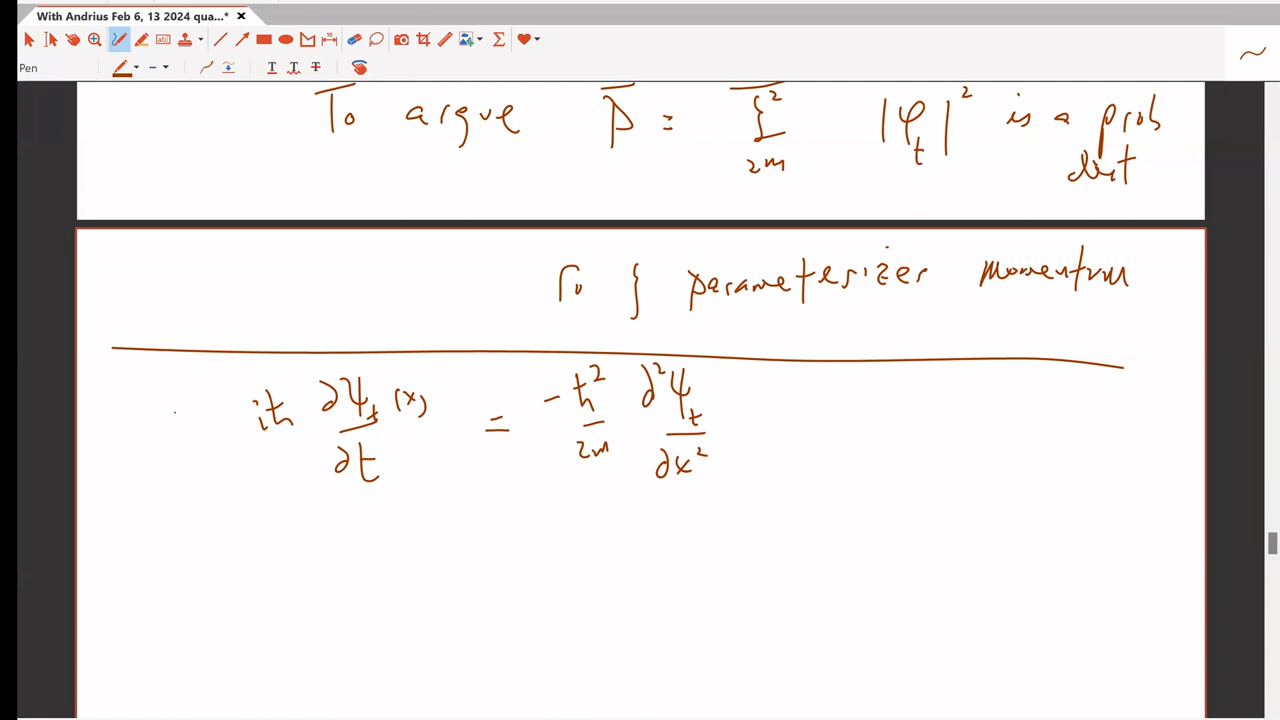 With Andrius Feb 6, 13 2024 qua...*
Pen
To argue p = ξ² / 2m |φ_t|² is a prob
dist
To ξ parameterizes momentum
iħ ∂ψ_t(x) / ∂t = -ħ² / 2m ∂²ψ_t / ∂x²